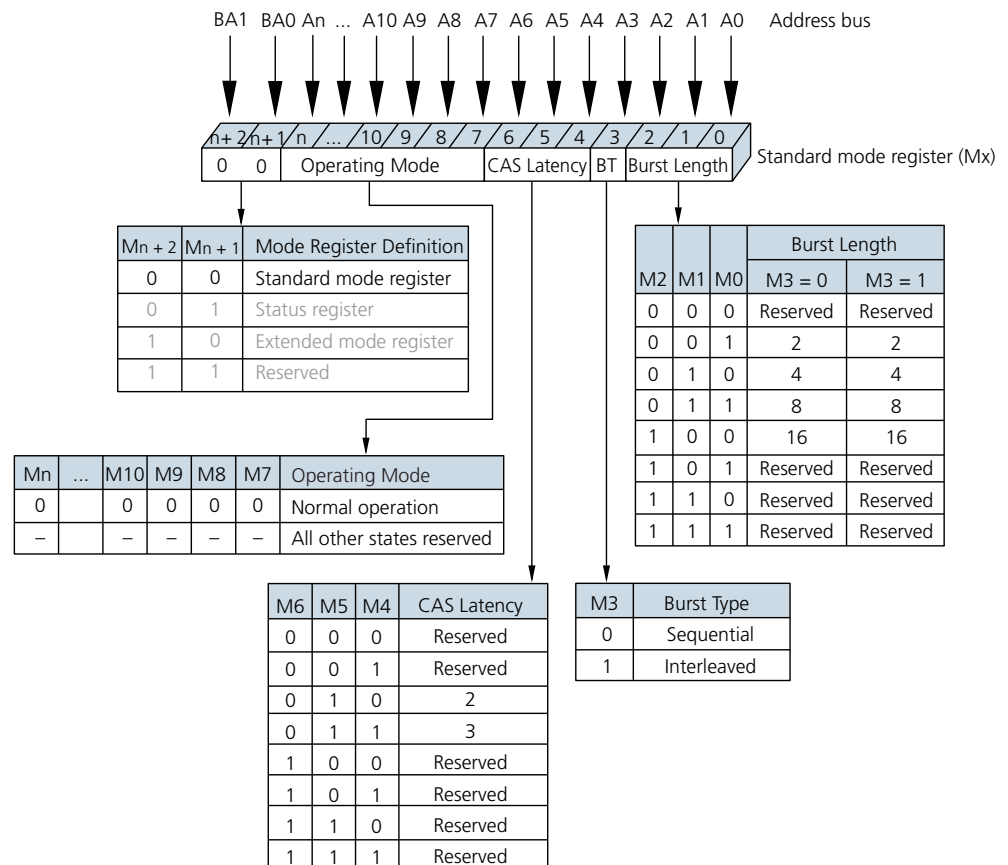 BA1 BA0 An ... A10 A9 A8 A7 A6 A5 A4 A3 A2 A1 A0 Address bus
n+ 2 n+ 1 n ... 10 9 8 7 6 5 4 3 2 1 0
0 0 Operating Mode CAS Latency BT Burst Length
Standard mode register (Mx)
Mn + 2 Mn + 1 Mode Register Definition
0 0 Standard mode register
0 1 Status register
1 0 Extended mode register
1 1 Reserved
Burst Length
M2 M1 M0 M3 = 0 M3 = 1
0 0 0 Reserved Reserved
0 0 1 2 2
0 1 0 4 4
0 1 1 8 8
1 0 0 16 16
1 0 1 Reserved Reserved
1 1 0 Reserved Reserved
1 1 1 Reserved Reserved
Mn ... M10 M9 M8 M7 Operating Mode
0 0 0 0 0 Normal operation
– – – – – All other states reserved
M6 M5 M4 CAS Latency
0 0 0 Reserved
0 0 1 Reserved
0 1 0 2
0 1 1 3
1 0 0 Reserved
1 0 1 Reserved
1 1 0 Reserved
1 1 1 Reserved
M3 Burst Type
0 Sequential
1 Interleaved